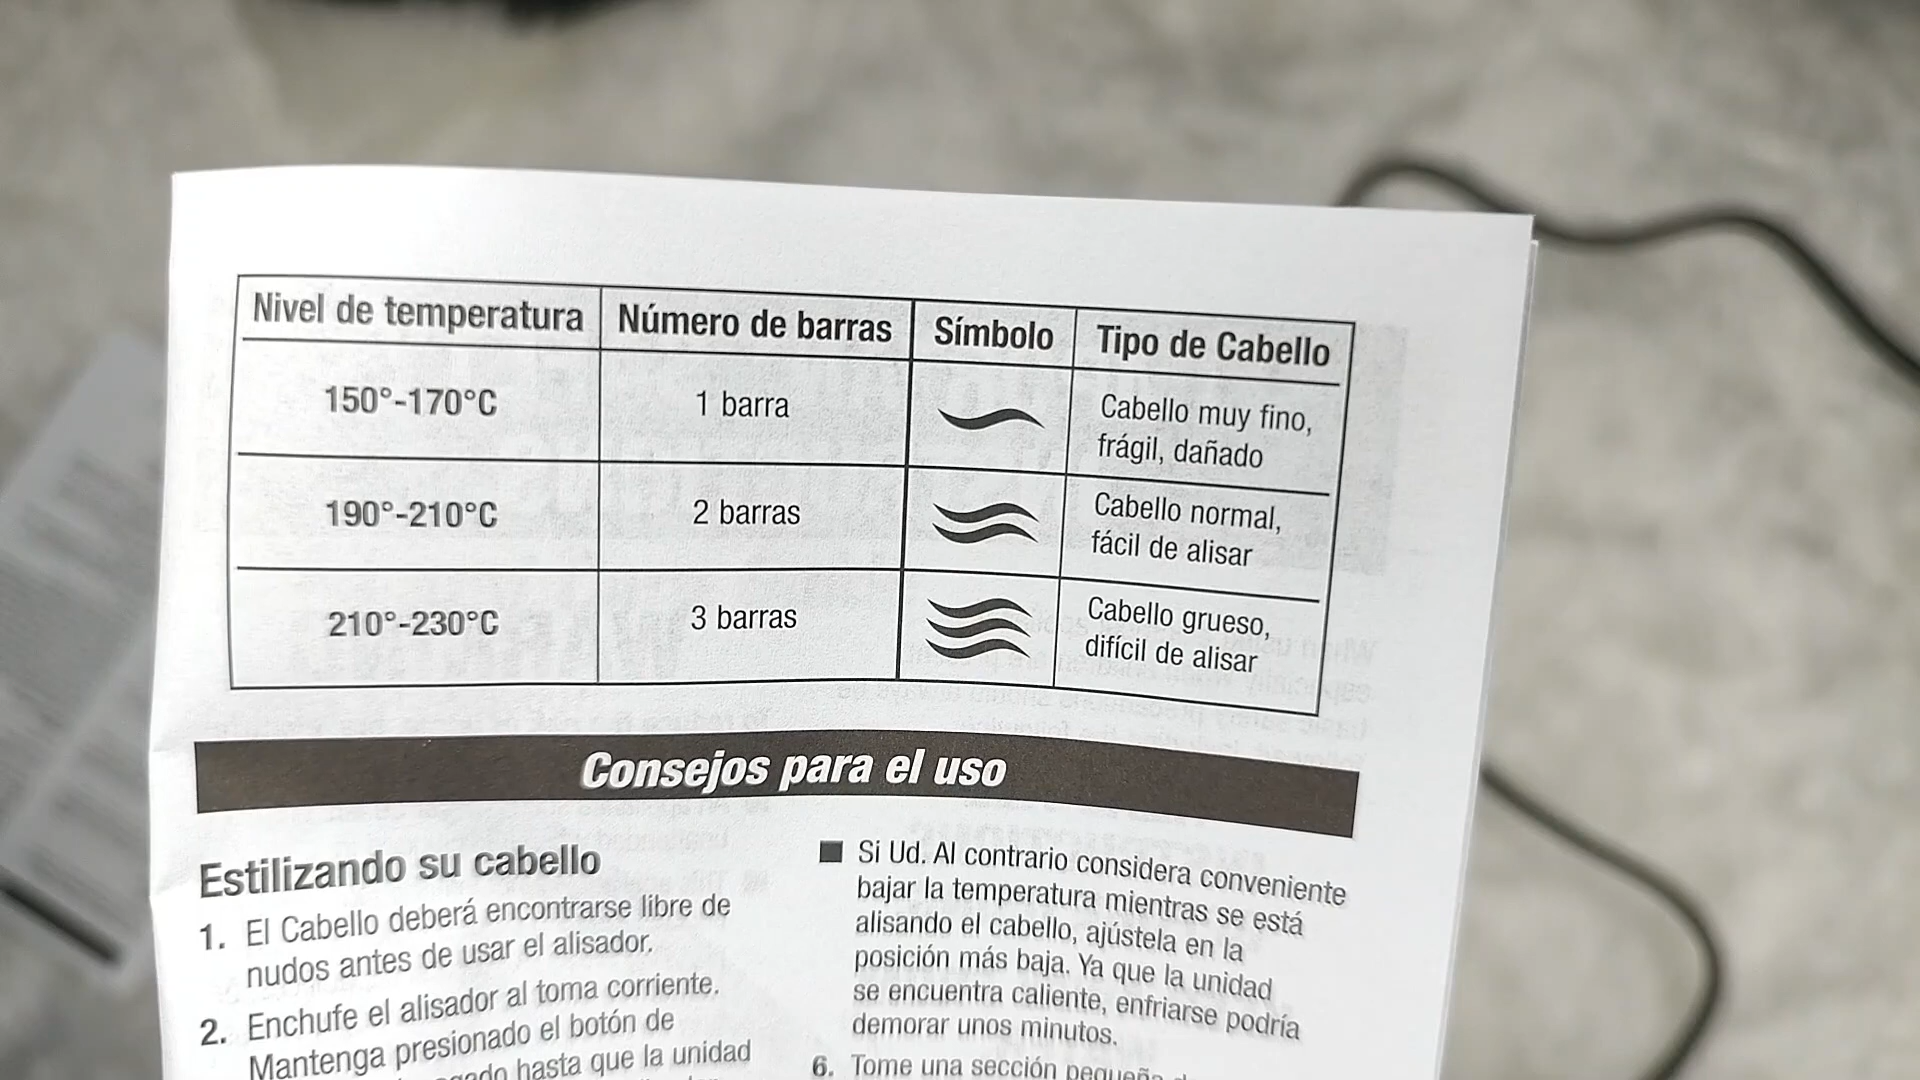 Nivel de temperatura Número de barras Símbolo Tipo de Cabello
150°-170°C 1 barra Cabello muy fino,
frágil, dañado
190°-210°C 2 barras Cabello normal,
fácil de alisar
210°-230°C 3 barras Cabello grueso,
difícil de alisar
Consejos para el uso
Estilizando su cabello
1. El Cabello deberá encontrarse libre de
nudos antes de usar el alisador.
2. Enchufe el alisador al toma corriente.
Mantenga presionado el botón de
hasta que la unidad
■ Si Ud. Al contrario considera conveniente
bajar la temperatura mientras se está
alisando el cabello, ajústela en la
posición más baja. Ya que la unidad
se encuentra caliente, enfriarse podría
demorar unos minutos.
6. Tome una sección pequeña